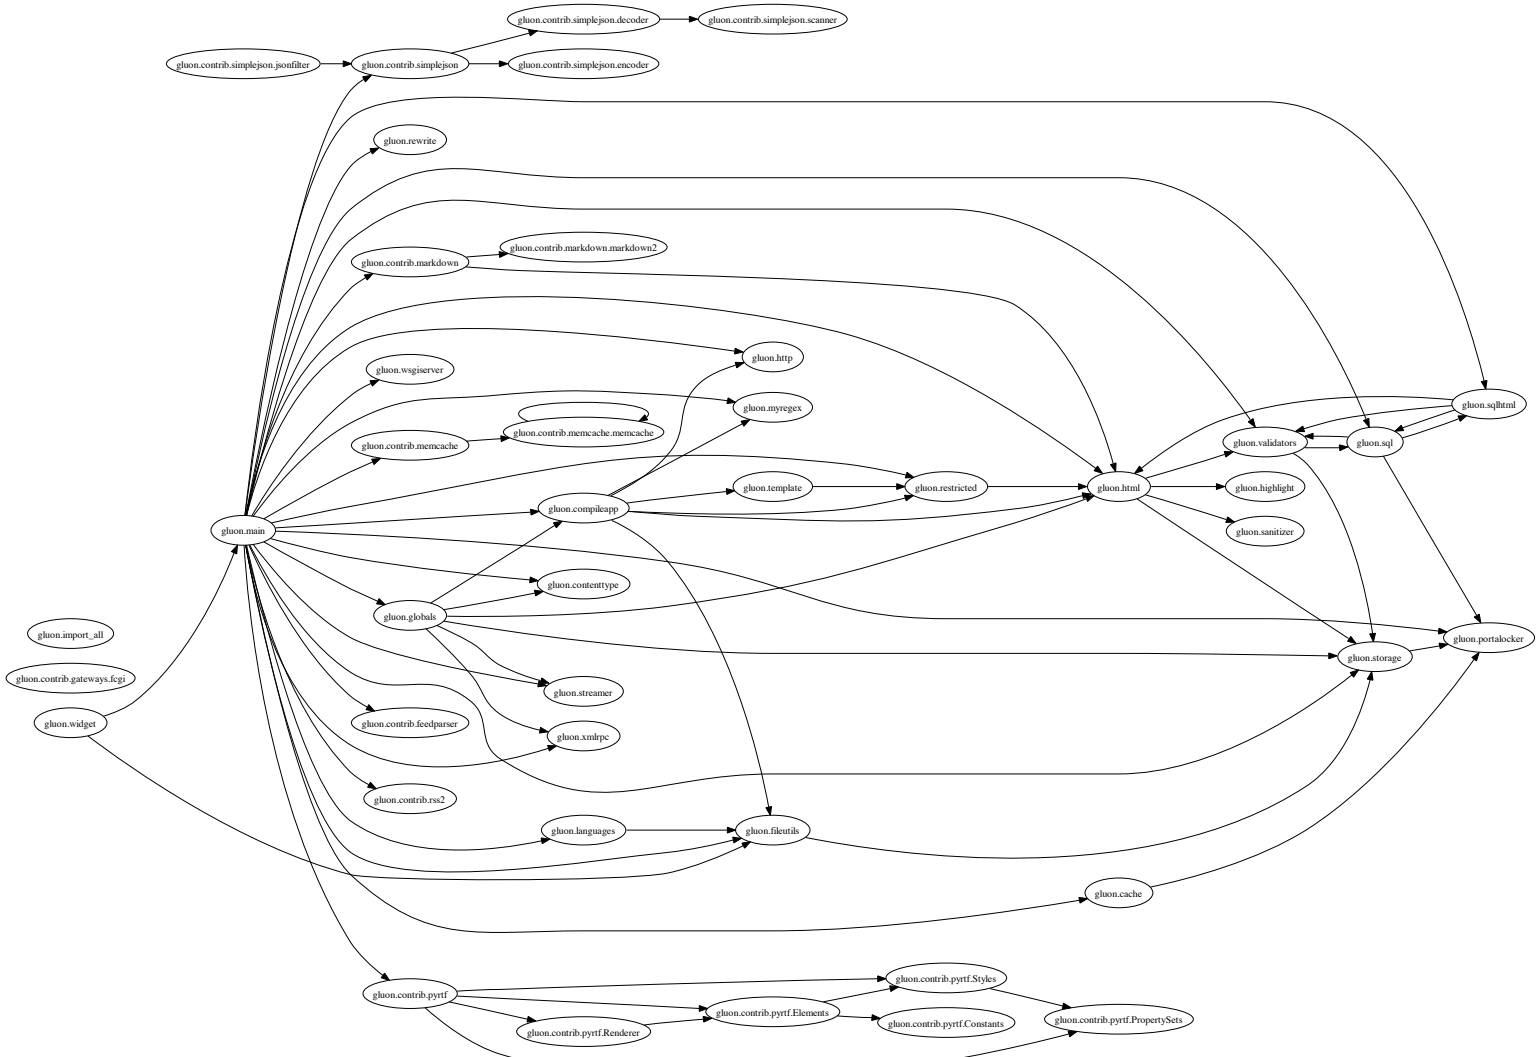 gluon.contrib.simplejson.decoder
gluon.contrib.simplejson.scanner
gluon.contrib.simplejson.jsonfilter
gluon.contrib.simplejson
gluon.contrib.simplejson.encoder
gluon.rewrite
gluon.contrib.markdown.markdown2
gluon.contrib.markdown
gluon.http
gluon.wsgiserver
gluon.sqlhtml
gluon.myregex
gluon.contrib.memcache.memcache
gluon.contrib.memcache
gluon.validators
gluon.sql
gluon.template
gluon.restricted
gluon.html
gluon.highlight
gluon.compileapp
gluon.main
gluon.sanitizer
gluon.contenttype
gluon.globals
gluon.import_all
gluon.portalocker
gluon.storage
gluon.contrib.gateways.fcgi
gluon.streamer
gluon.widget
gluon.contrib.feedparser
gluon.xmlrpc
gluon.contrib.rss2
gluon.languages
gluon.fileutils
gluon.cache
gluon.contrib.pyrtf.Styles
gluon.contrib.pyrtf
gluon.contrib.pyrtf.Elements
gluon.contrib.pyrtf.PropertySets
gluon.contrib.pyrtf.Constants
gluon.contrib.pyrtf.Renderer